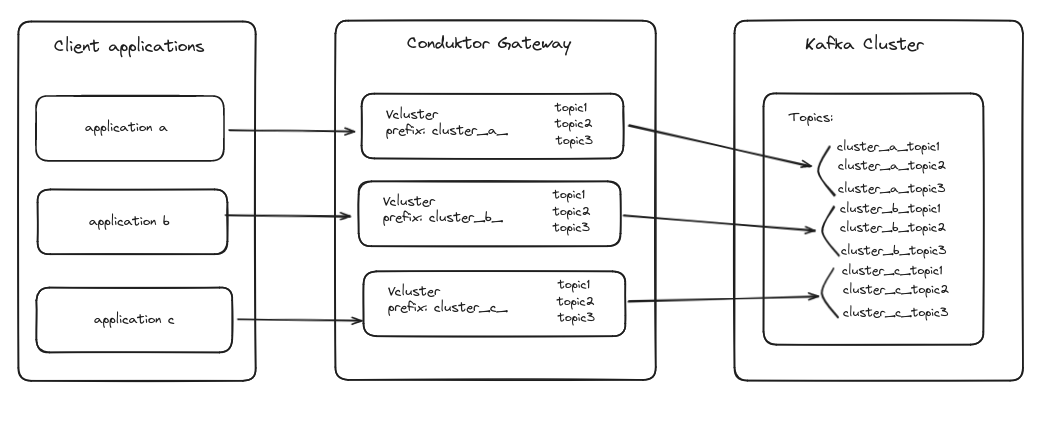 Client applications
application a
application b
application c
Conduktor Gateway
Vcluster
prefix: cluster_a_
topic1
topic2
topic3
Vcluster
prefix: cluster_b_
topic1
topic2
topic3
Vcluster
prefix: cluster_c_
topic1
topic2
topic3
Kafka Cluster
Topics:
cluster_a_topic1
cluster_a_topic2
cluster_a_topic3
cluster_b_topic1
cluster_b_topic2
cluster_b_topic3
cluster_c_topic1
cluster_c_topic2
cluster_c_topic3